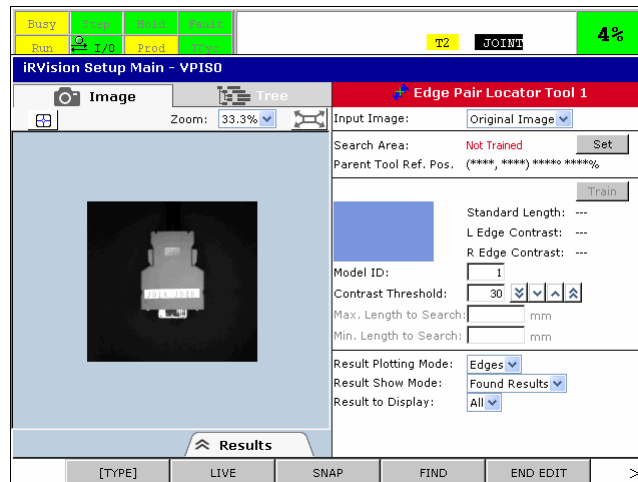 Busy Step Hold Fault
Run I/O Prod TCyc
T2 JOINT 4%
iRVision Setup Main - VPIS0
Image Tree Edge Pair Locator Tool 1
Zoom: 33.3% Input Image: Original Image
Search Area: Not Trained Set
Parent Tool Ref. Pos. (****, ****) ****° ****%
Train
Standard Length: ---
L Edge Contrast: ---
R Edge Contrast: ---
Model ID: 1
Contrast Threshold: 30
Max. Length to Search: mm
Min. Length to Search: mm
Result Plotting Mode: Edges
Result Show Mode: Found Results
Result to Display: All
Results
[TYPE] LIVE SNAP FIND END EDIT >